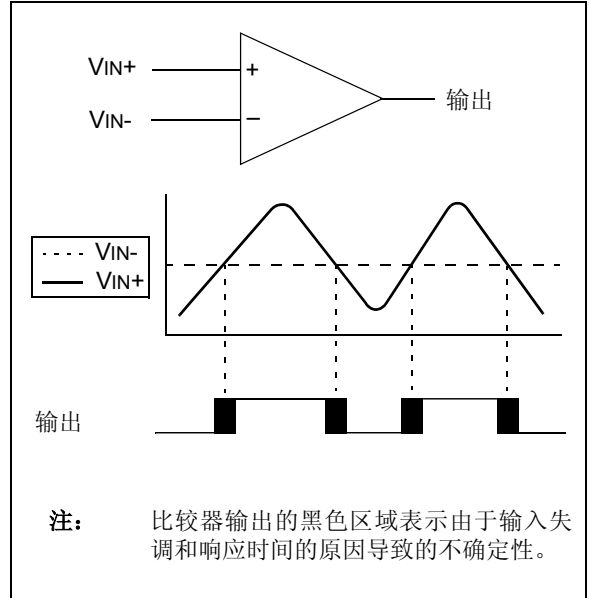 VIN+
+
输出
VIN-
−
VIN-
VIN+
输出
注： 比较器输出的黑色区域表示由于输入失
调和响应时间的原因导致的不确定性。